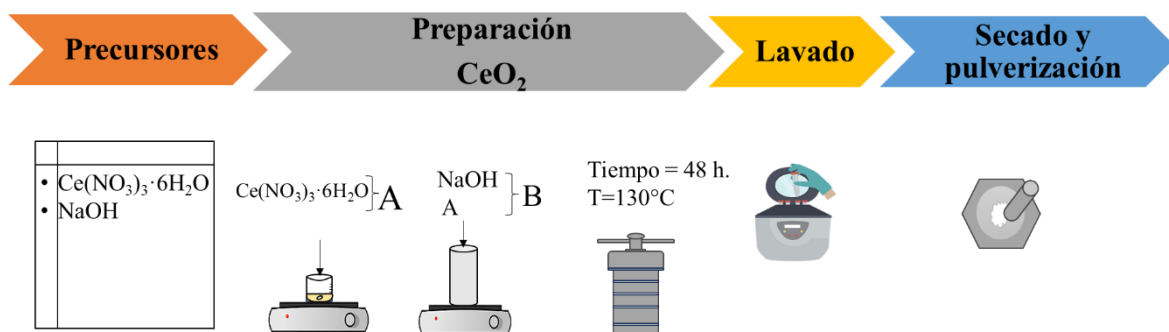 Precursores
Preparación
CeO₂
Lavado
Secado y
pulverización
• Ce(NO₃)₃·6H₂O
• NaOH
Ce(NO₃)₃·6H₂O
A
NaOH
A
B
Tiempo = 48 h.
T=130°C